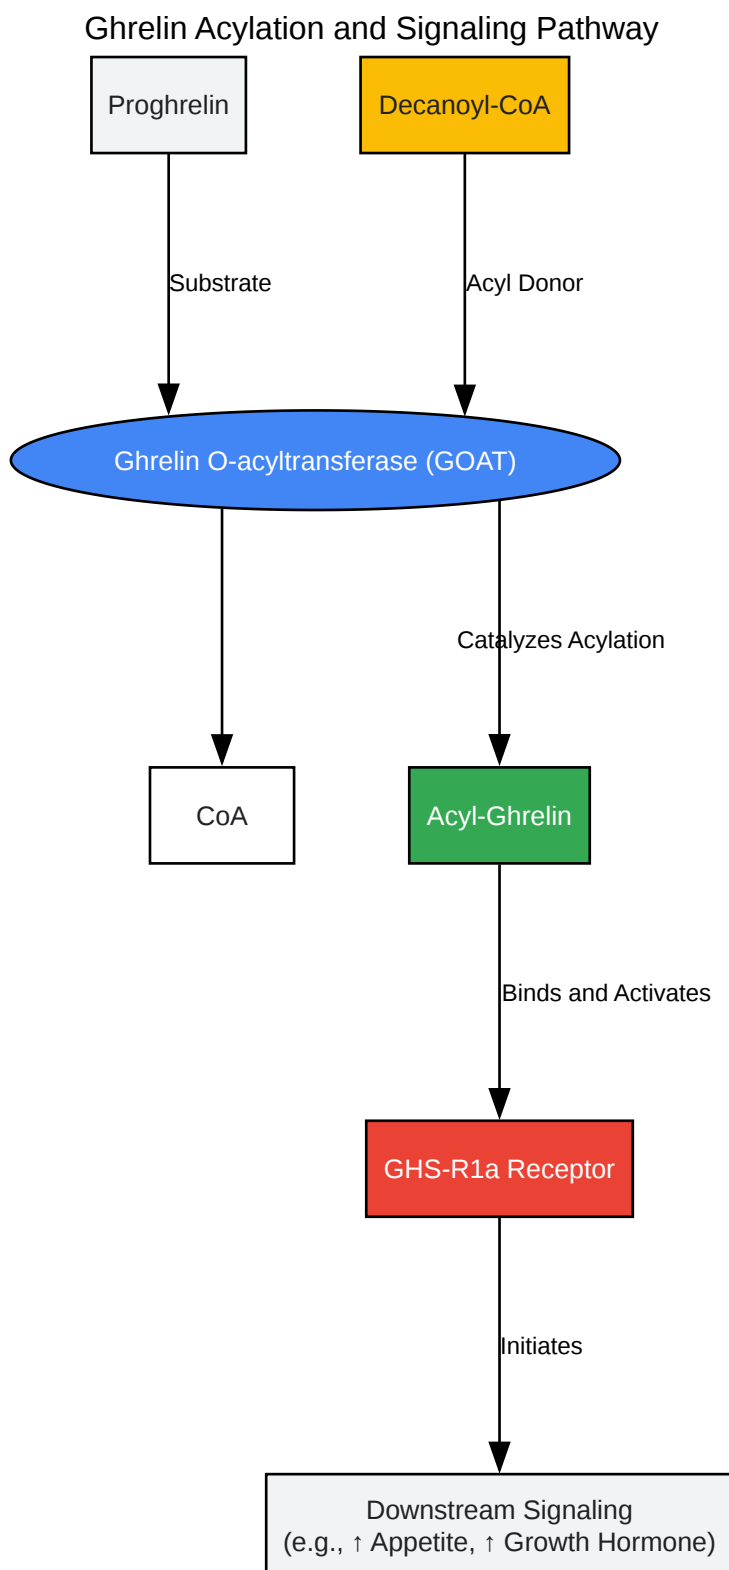 Ghrelin Acylation and Signaling Pathway
Proghrelin
Decanoyl-CoA
Substrate
Acyl Donor
Ghrelin O-acyltransferase (GOAT)
Catalyzes Acylation
CoA
Acyl-Ghrelin
Binds and Activates
GHS-R1a Receptor
Initiates
Downstream Signaling
(e.g., ↑ Appetite, ↑ Growth Hormone)